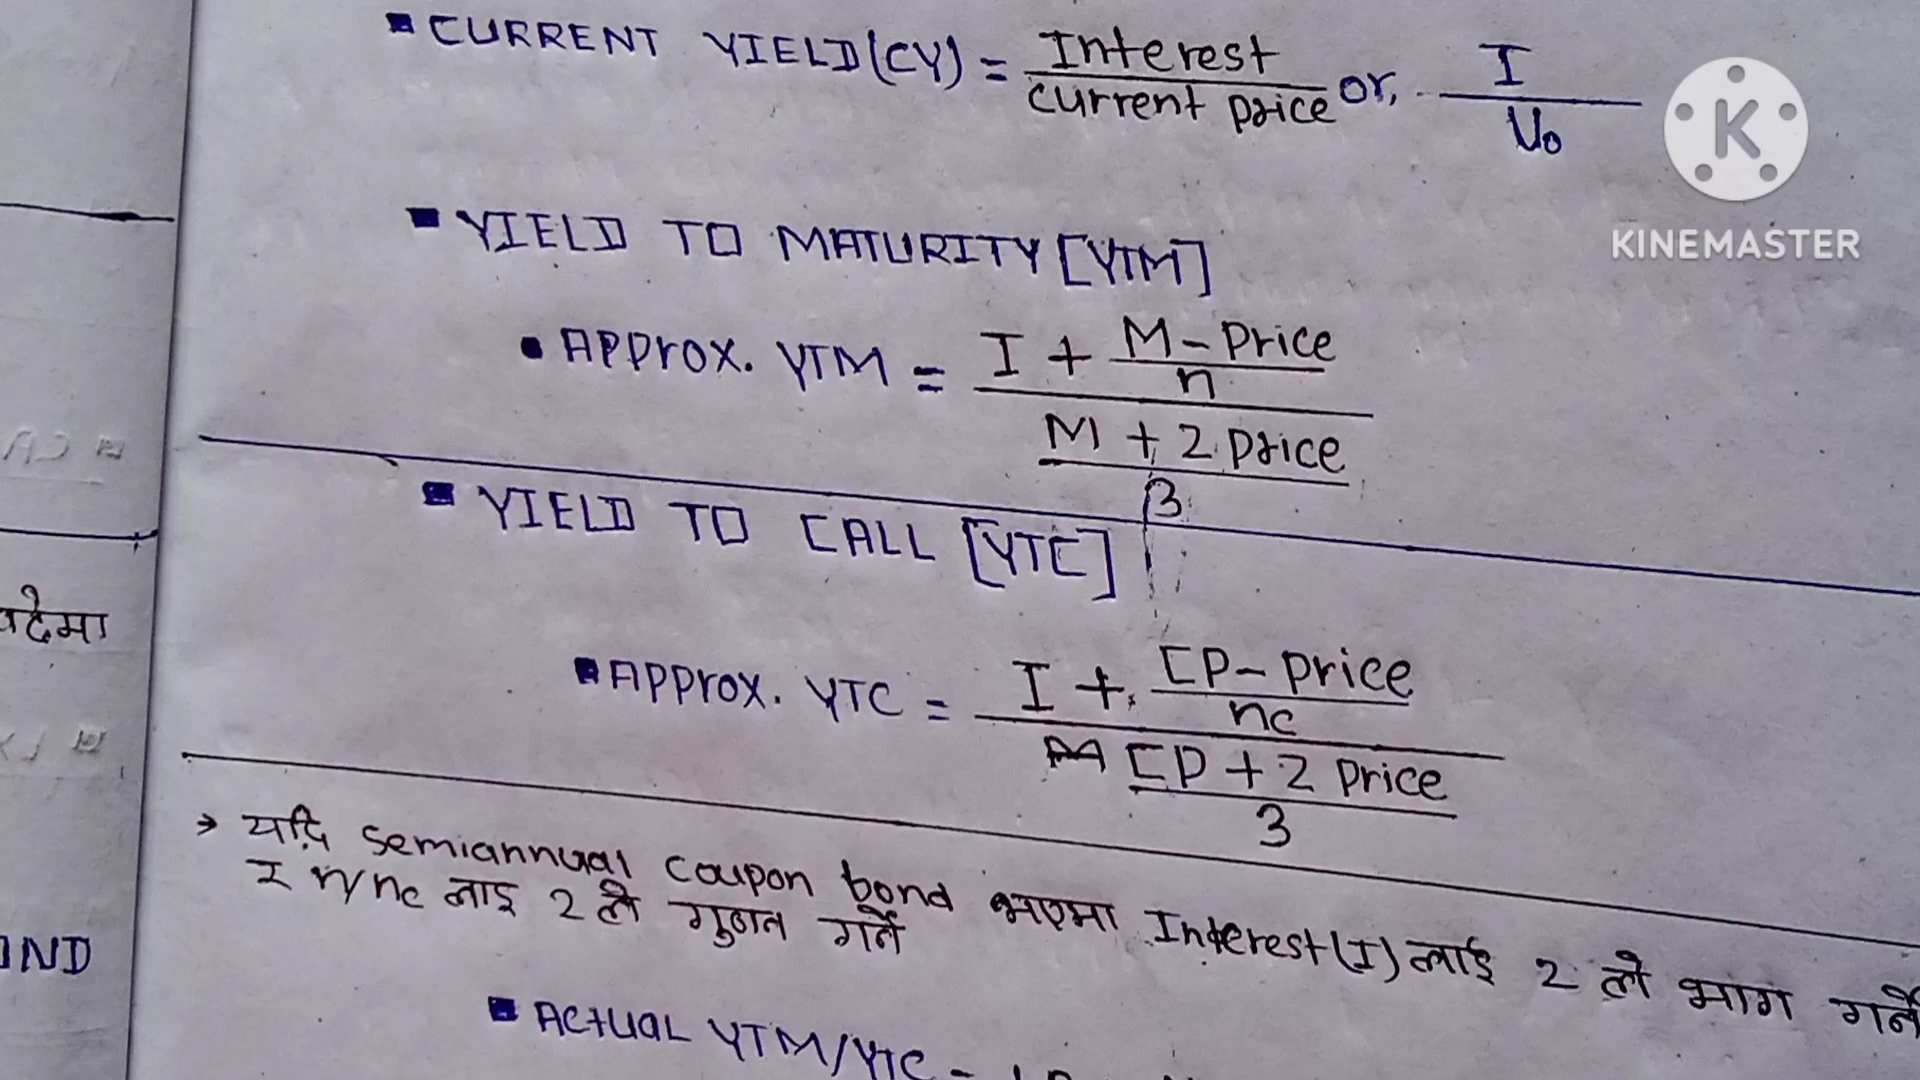 ▪ CURRENT YIELD(CY) = Interest / current price or, I / V₀
KINEMASTER
▪ YIELD TO MATURITY [YTM]
• Approx. YTM = I + M - Price / n
M + 2 price / 3
▪ YIELD TO CALL [YTC]
वटेमा
▪ Approx. YTC = I + CP - Price / nc
CP + 2 Price / 3
→ यदि semiannual coupon bond भएमा Interest (I) लाई 2 ले भाग गर्ने
र n/nc लाइ 2 ले गुणन गर्ने
OND
▪ ACTUAL YTM/YTC =